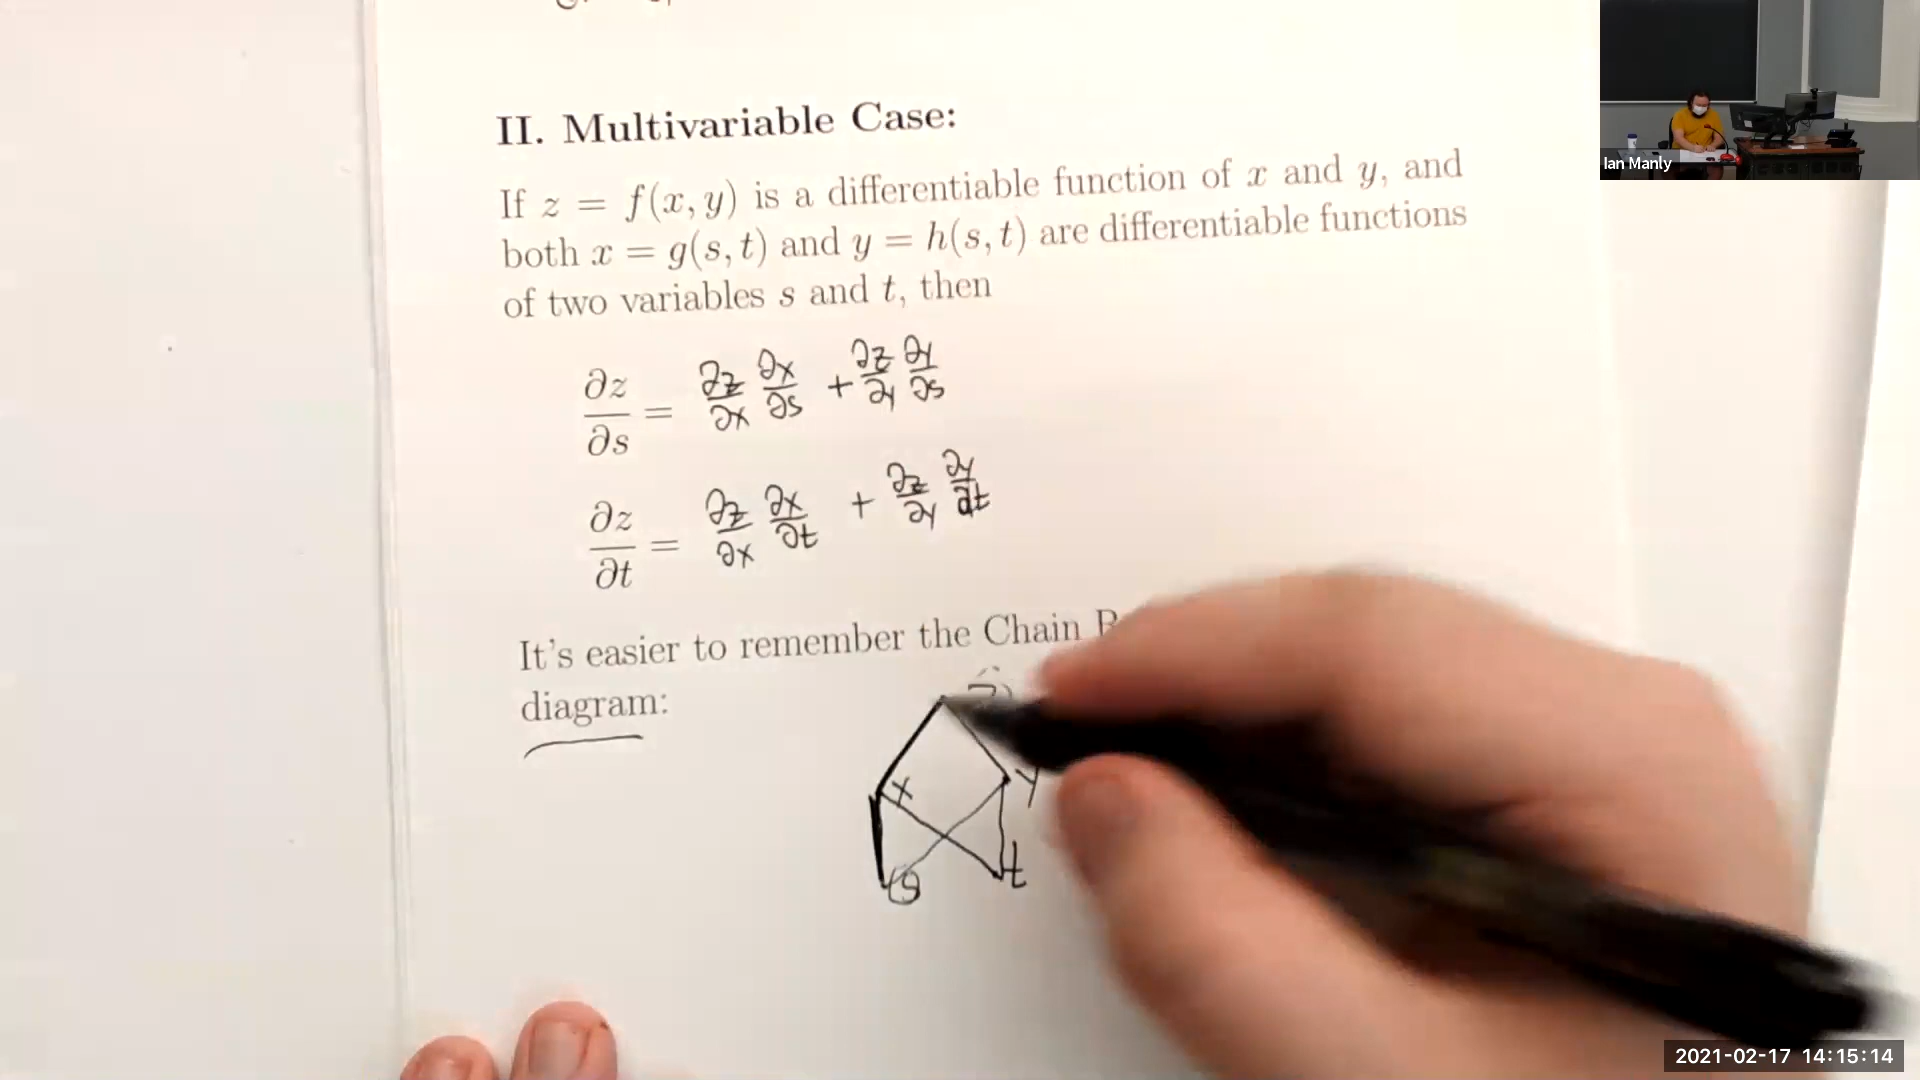 II. Multivariable Case:
If z = f(x, y) is a differentiable function of x and y, and
both x = g(s, t) and y = h(s, t) are differentiable functions
of two variables s and t, then
∂z/∂s = ∂z/∂x ∂x/∂s + ∂z/∂y ∂y/∂s
∂z/∂t = ∂z/∂x ∂x/∂t + ∂z/∂y ∂y/∂t
It's easier to remember the Chain
diagram:
x y
s t
Ian Manly
2021-02-17 14:15:14